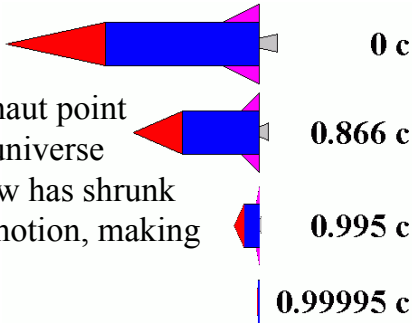 0 c
naut point
universe
w has shrunk
notion, making
0.866 c
0.995 c
0.99995 c